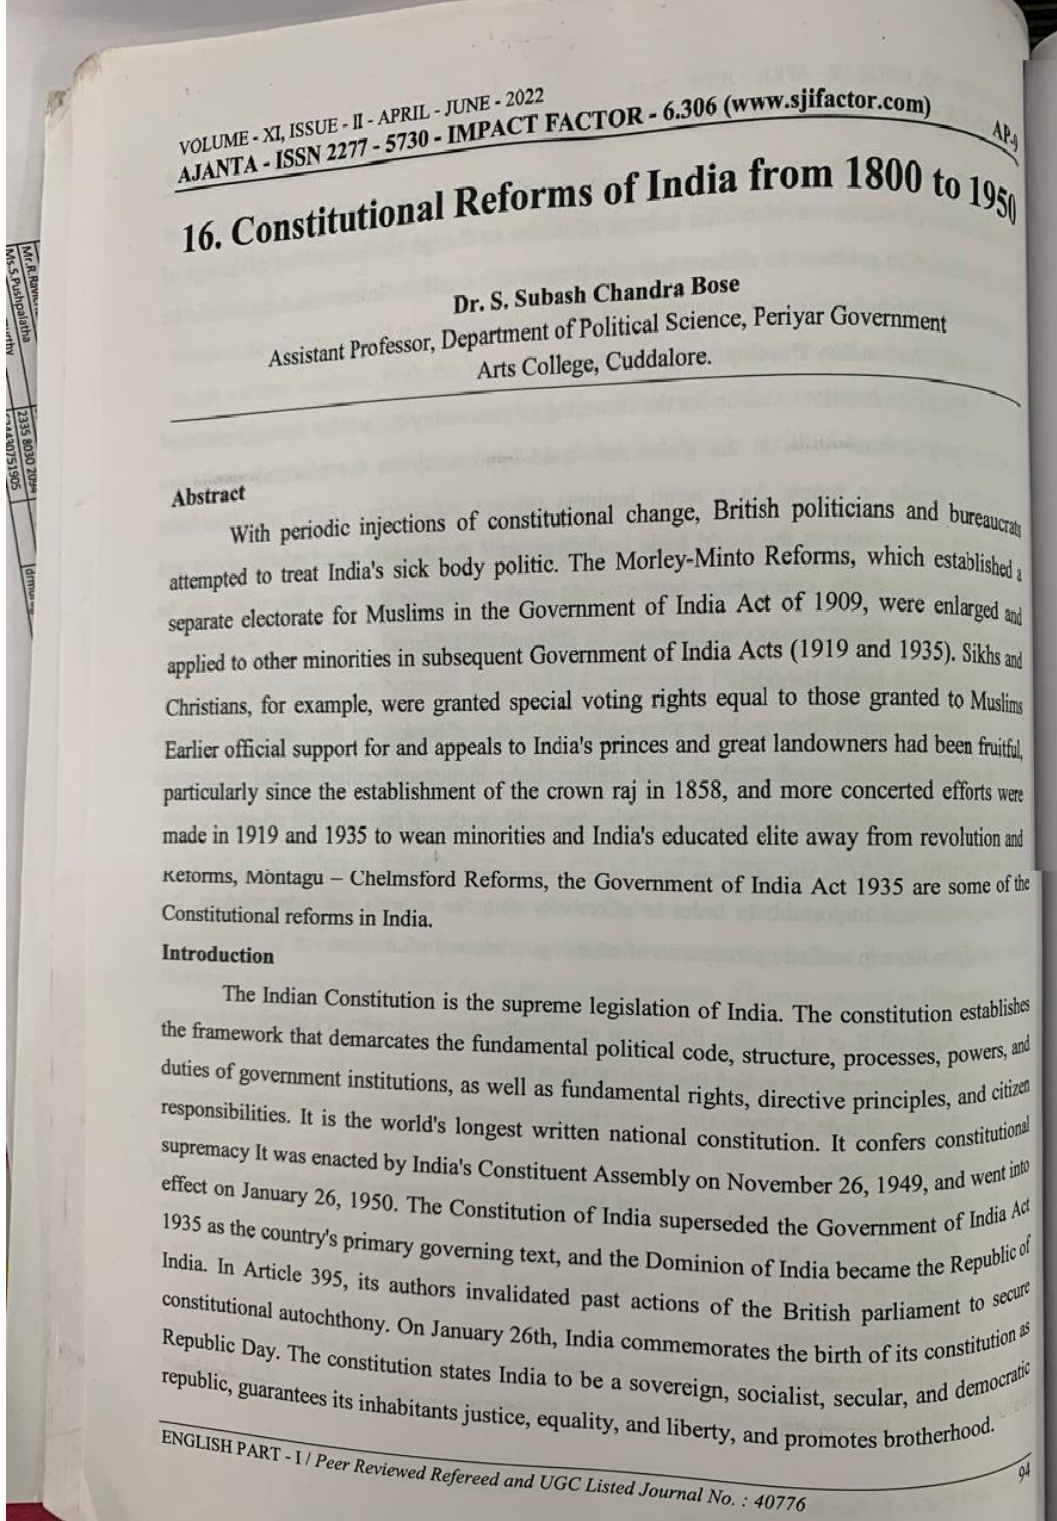 VOLUME - XI, ISSUE - II - APRIL - JUNE - 2022
AJANTA - ISSN 2277 - 5730 - IMPACT FACTOR - 6.306 (www.sjifactor.com)
16. Constitutional Reforms of India from 1800 to 1950
Dr. S. Subash Chandra Bose
Assistant Professor, Department of Political Science, Periyar Government
Arts College, Cuddalore.
Abstract
With periodic injections of constitutional change, British politicians and bureaucrats
attempted to treat India's sick body politic. The Morley-Minto Reforms, which established a
separate electorate for Muslims in the Government of India Act of 1909, were enlarged and
applied to other minorities in subsequent Government of India Acts (1919 and 1935). Sikhs and
Christians, for example, were granted special voting rights equal to those granted to Muslims
Earlier official support for and appeals to India's princes and great landowners had been fruitful,
particularly since the establishment of the crown raj in 1858, and more concerted efforts were
made in 1919 and 1935 to wean minorities and India's educated elite away from revolution and
Reforms, Montagu – Chelmsford Reforms, the Government of India Act 1935 are some of the
Constitutional reforms in India.
Introduction
The Indian Constitution is the supreme legislation of India. The constitution establishes
the framework that demarcates the fundamental political code, structure, processes, powers, and
duties of government institutions, as well as fundamental rights, directive principles, and citizen
responsibilities. It is the world's longest written national constitution. It confers constitutional
supremacy It was enacted by India's Constituent Assembly on November 26, 1949, and went into
effect on January 26, 1950. The Constitution of India superseded the Government of India Act
1935 as the country's primary governing text, and the Dominion of India became the Republic of
India. In Article 395, its authors invalidated past actions of the British parliament to secure
constitutional autochthony. On January 26th, India commemorates the birth of its constitution as
Republic Day. The constitution states India to be a sovereign, socialist, secular, and democratic
republic, guarantees its inhabitants justice, equality, and liberty, and promotes brotherhood.
ENGLISH PART - I / Peer Reviewed Refereed and UGC Listed Journal No. : 40776
94
Ms.S.Pushpalatha
2335 8030 2094